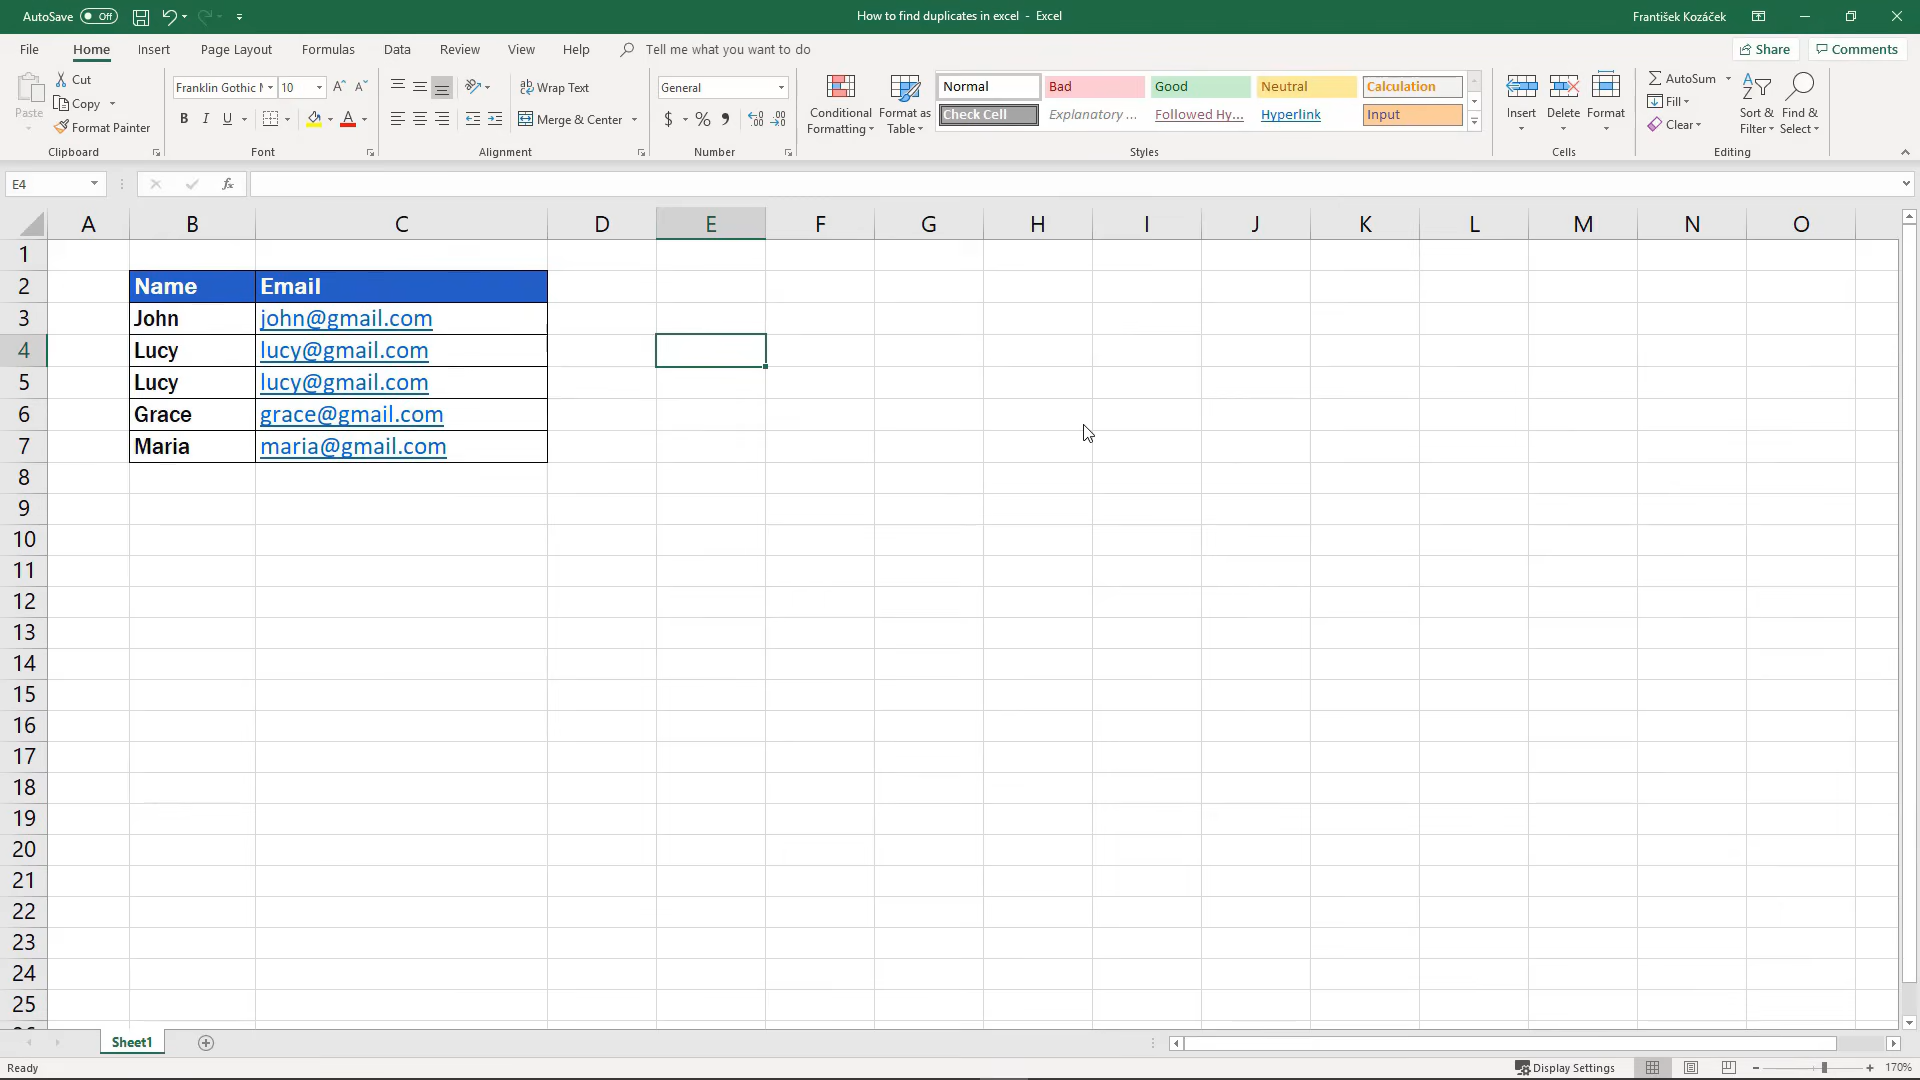 AutoSave Off
How to find duplicates in excel - Excel
František Kozáček
File Home Insert Page Layout Formulas Data Review View Help Tell me what you want to do
Share Comments
Paste
Cut
Copy
Format Painter
Clipboard
Franklin Gothic 10
B I U
Font
Wrap Text
Merge & Center
Alignment
General
$ % ,
Number
Conditional Formatting
Format as Table
Normal Bad Good Neutral Calculation
Check Cell Explanatory ... Followed Hy... Hyperlink Input
Styles
Insert Delete Format
Cells
AutoSum
Fill
Clear
Sort & Filter
Find & Select
Editing
E4
fx
A B C D E F G H I J K L M N O
1
2 Name Email
3 John john@gmail.com
4 Lucy lucy@gmail.com
5 Lucy lucy@gmail.com
6 Grace grace@gmail.com
7 Maria maria@gmail.com
8
9
10
11
12
13
14
15
16
17
18
19
20
21
22
23
24
25
Sheet1
Ready
Display Settings
170%